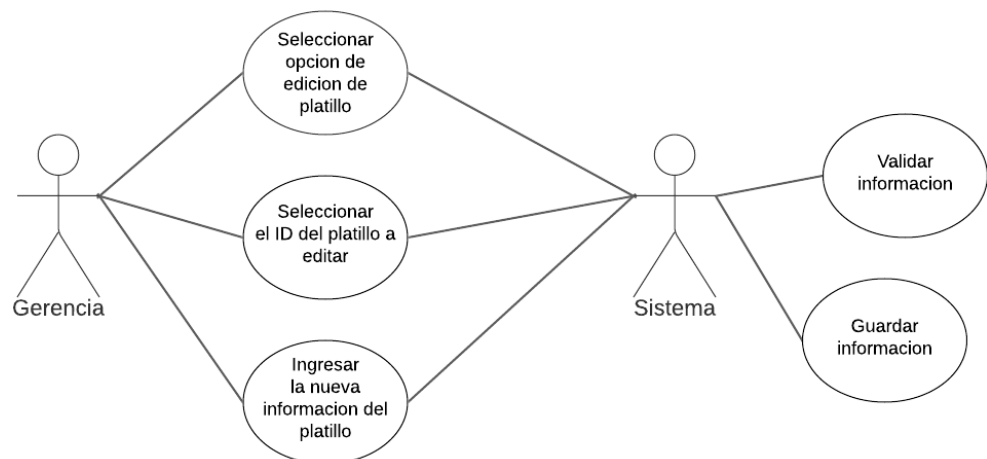 Seleccionar
opcion de
edicion de
platillo
Gerencia
Seleccionar
el ID del platillo a
editar
Ingresar
la nueva
informacion del
platillo
Sistema
Validar
informacion
Guardar
informacion